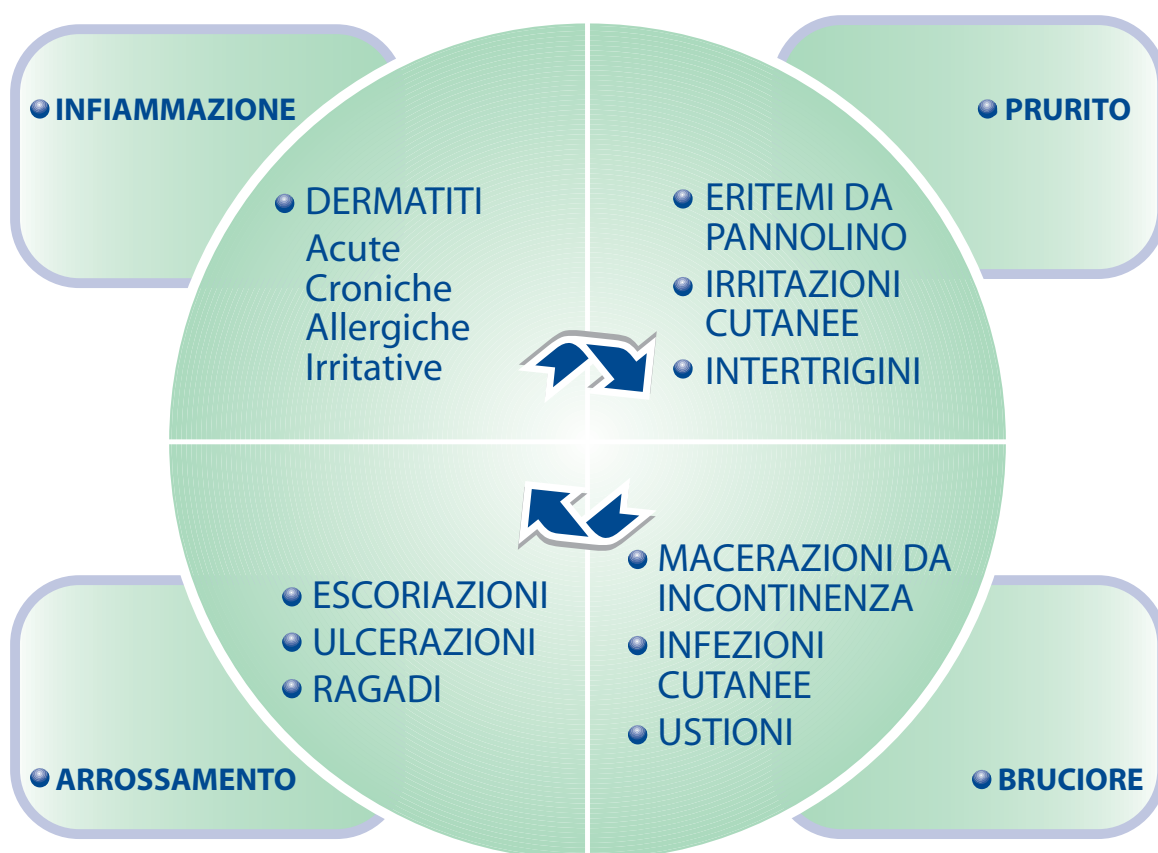 • INFIAMMAZIONE
• PRURITO
• DERMATITI
Acute
Croniche
Allergiche
Irritative
• ERITEMI DA
PANNOLINO
• IRRITAZIONI
CUTANEE
• INTERTRIGINI
• ESCORIAZIONI
• ULCERAZIONI
• RAGADI
• MACERAZIONI DA
INCONTINENZA
• INFEZIONI
CUTANEE
• USTIONI
• ARROSSAMENTO
• BRUCIORE